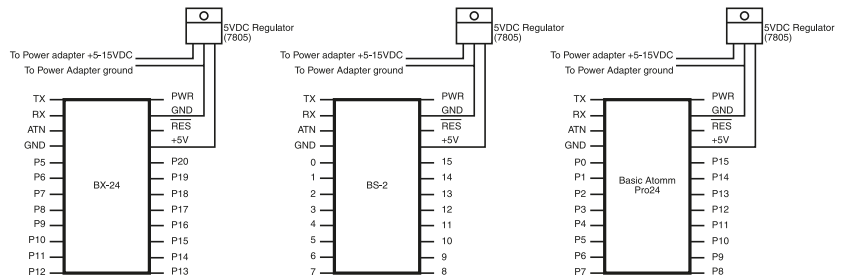 5VDC Regulator
(7805)
To Power adapter +5-15VDC
To Power Adapter ground
TX
RX
ATN
GND
P5
P6
P7
P8
P9
P10
P11
P12
BX-24
PWR
GND
RES
+5V
P20
P19
P18
P17
P16
P15
P14
P13
5VDC Regulator
(7805)
To Power adapter +5-15VDC
To Power Adapter ground
TX
RX
ATN
GND
0
1
2
3
4
5
6
7
BS-2
PWR
GND
RES
+5V
15
14
13
12
11
10
9
8
5VDC Regulator
(7805)
To Power adapter +5-15VDC
To Power Adapter ground
TX
RX
ATN
GND
P0
P1
P2
P3
P4
P5
P6
P7
Basic Atomm
Pro24
PWR
GND
RES
+5V
P15
P14
P13
P12
P11
P10
P9
P8